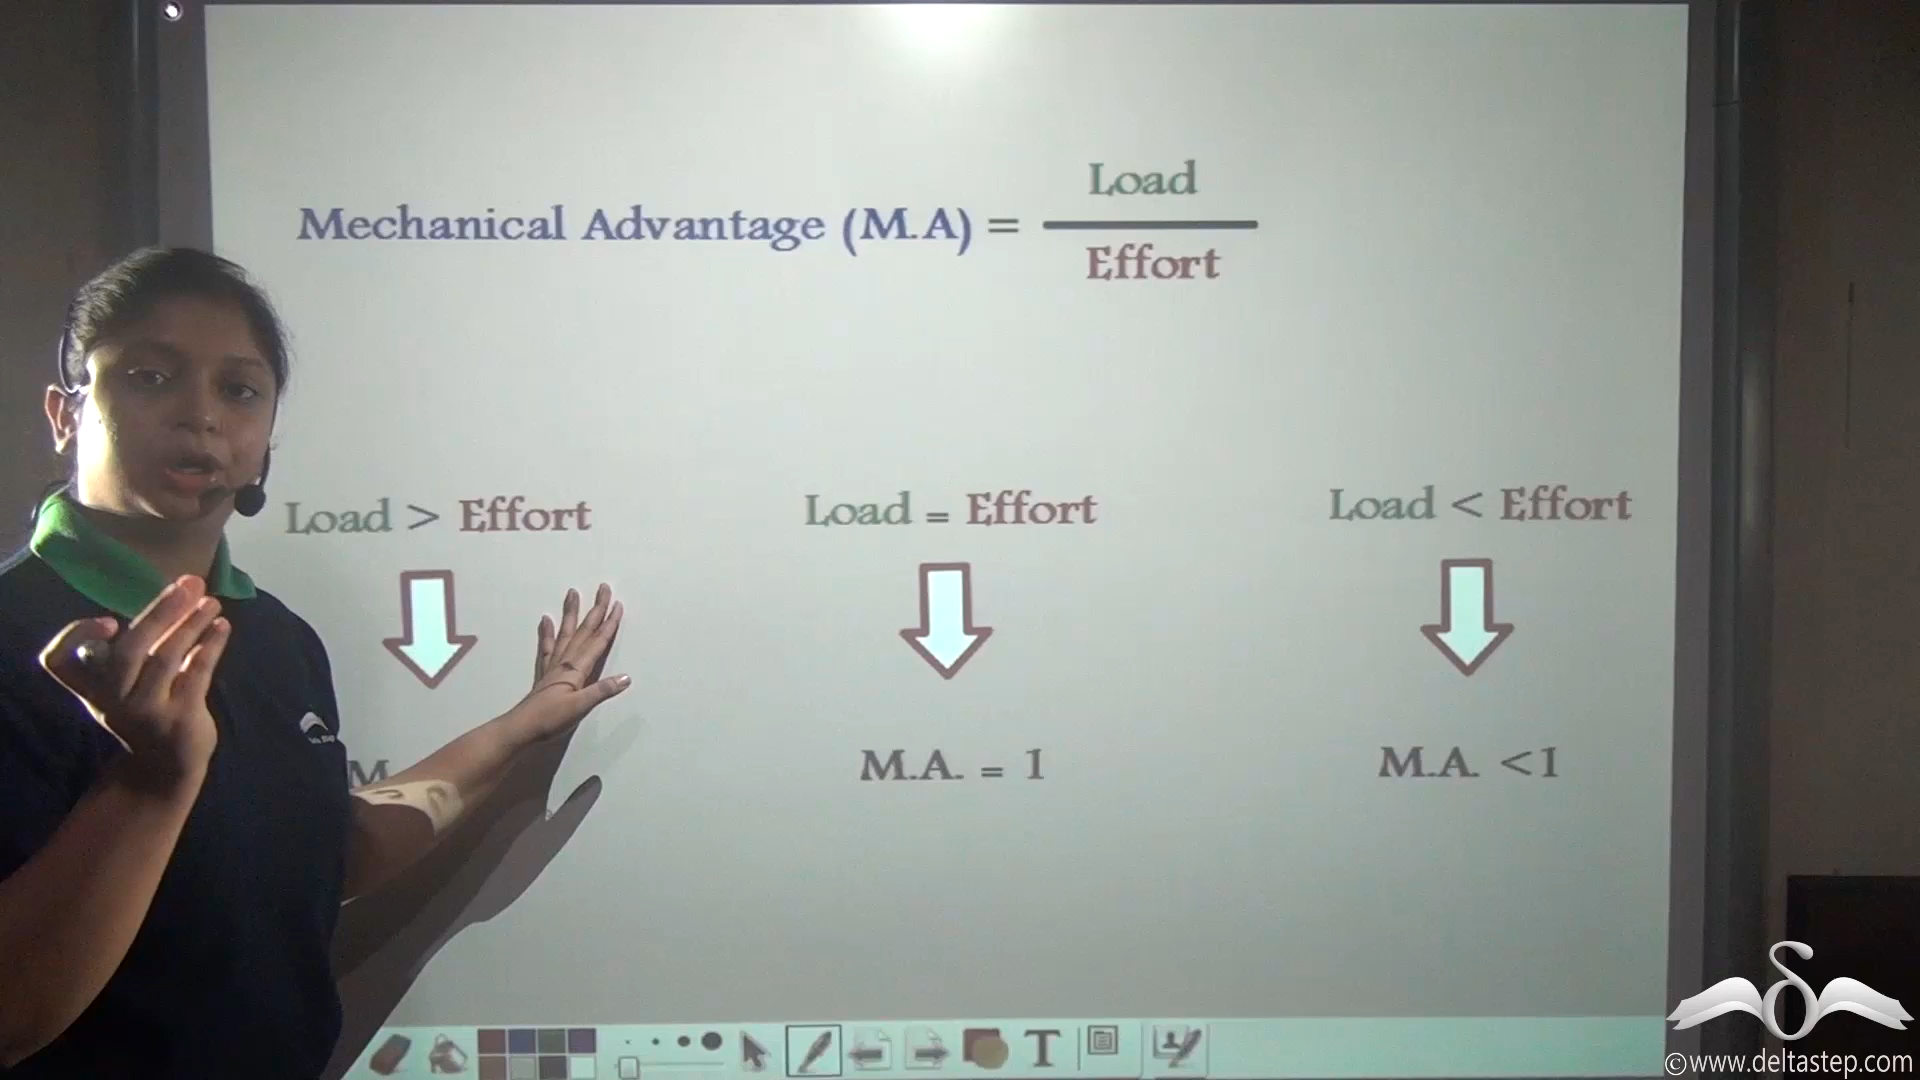 Load
Mechanical Advantage (M.A) =
Effort
Load > Effort
Load = Effort
Load < Effort
M
M.A. = 1
M.A. <1
T
©www.deltastep.com